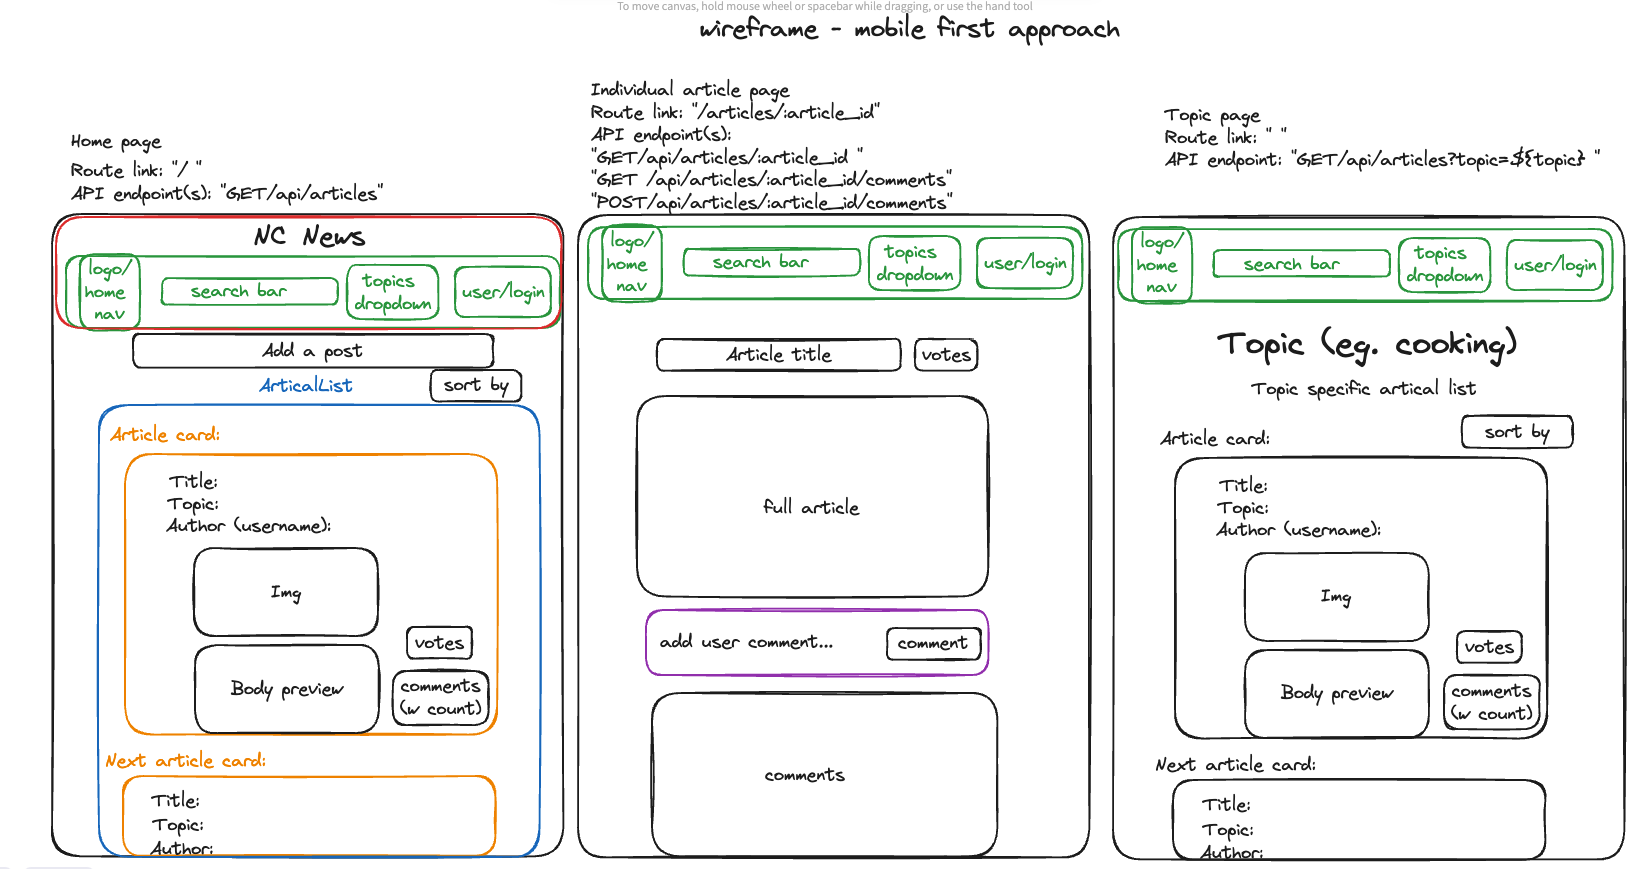 To move canvas, hold mouse wheel or spacebar while dragging, or use the hand tool
wireframe - mobile first approach
Home page
Route link: "/ "
API endpoint(s): "GET/api/articles"
NC News
logo/
home
nav
search bar
topics
dropdown
user/login
Add a post
ArticalList
sort by
Article card:
Title:
Topic:
Author (username):
Img
Body preview
votes
comments
(w count)
Next article card:
Title:
Topic:
Author:
Individual article page
Route link: "/articles/:article_id"
API endpoint(s):
"GET/api/articles/:article_id "
"GET /api/articles/:article_id/comments"
"POST/api/articles/:article_id/comments"
logo/
home
nav
search bar
topics
dropdown
user/login
Article title
votes
full article
add user comment...
comment
comments
Topic page
Route link: " "
API endpoint: "GET/api/articles?topic=${topic} "
logo/
home
nav
search bar
topics
dropdown
user/login
Topic (eg. cooking)
Topic specific artical list
sort by
Article card:
Title:
Topic:
Author (username):
Img
Body preview
votes
comments
(w count)
Next article card:
Title:
Topic:
Author: